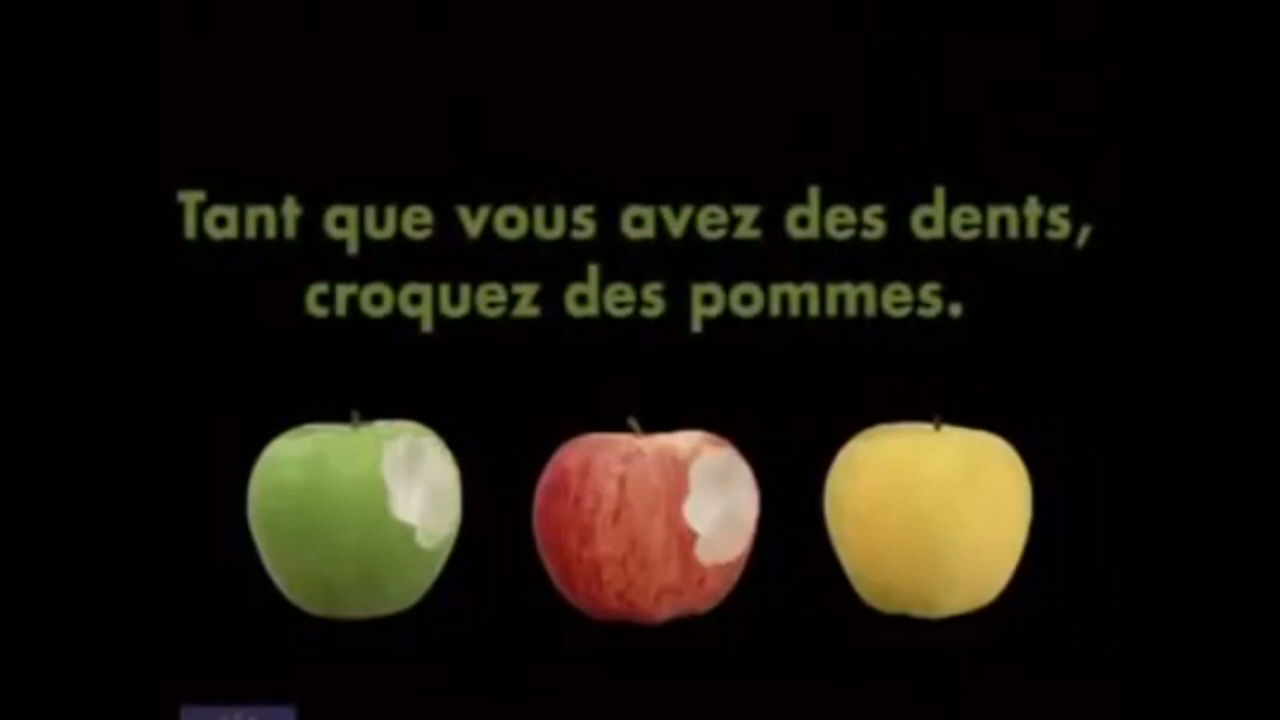 Tant que vous avez des dents,
croquez des pommes.